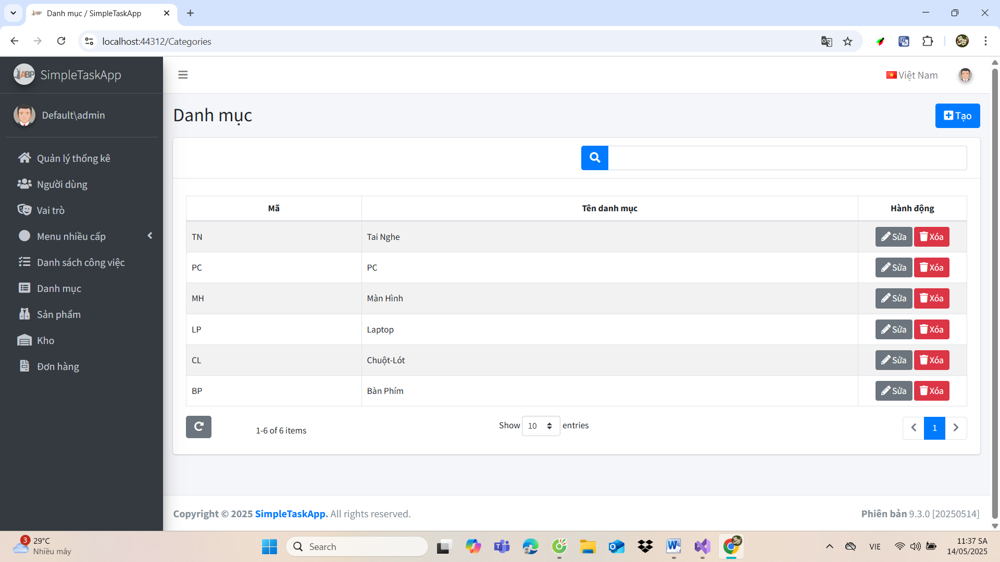 Danh mục / SimpleTaskApp
localhost:44312/Categories
ABP SimpleTaskApp
Việt Nam
Default\admin
Danh mục
Tạo
Quản lý thống kê
Người dùng
Vai trò
Menu nhiều cấp
Danh sách công việc
Danh mục
Sản phẩm
Kho
Đơn hàng
Mã Tên danh mục Hành động
TN Tai Nghe Sửa Xóa
PC PC Sửa Xóa
MH Màn Hình Sửa Xóa
LP Laptop Sửa Xóa
CL Chuột-Lót Sửa Xóa
BP Bàn Phím Sửa Xóa
1-6 of 6 items Show 10 entries 1
Copyright © 2025 SimpleTaskApp. All rights reserved. Phiên bản 9.3.0 [20250514]
3 29°C
Nhiều mây
Search
VIE
11:37 SA
14/05/2025